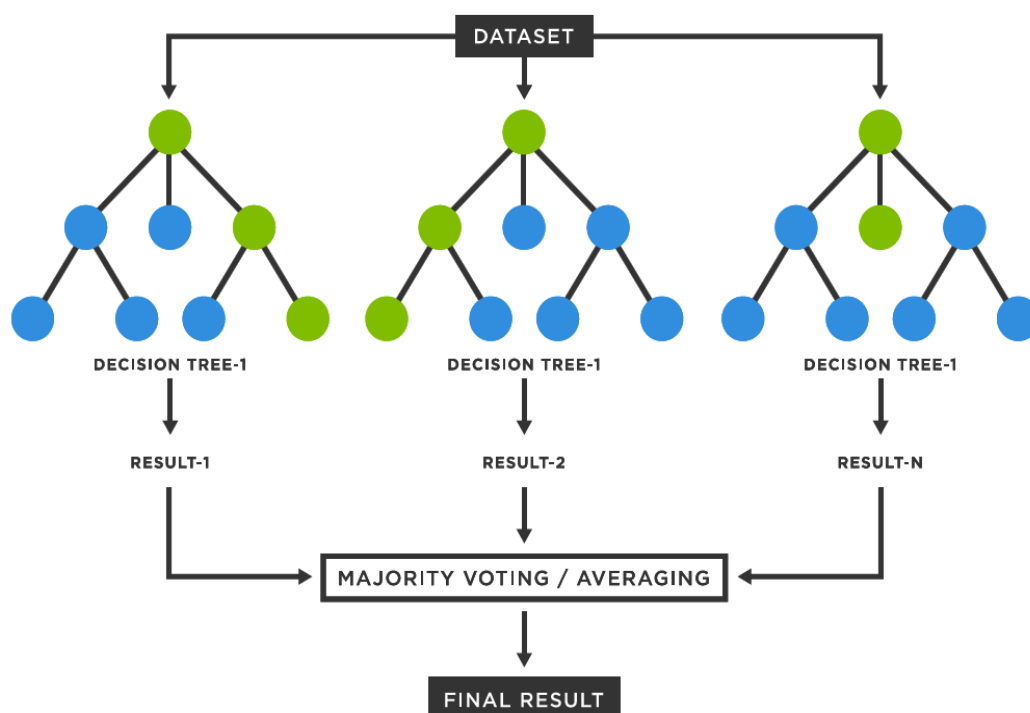 DATASET
DECISION TREE-1
DECISION TREE-1
DECISION TREE-1
RESULT-1
RESULT-2
RESULT-N
MAJORITY VOTING / AVERAGING
FINAL RESULT